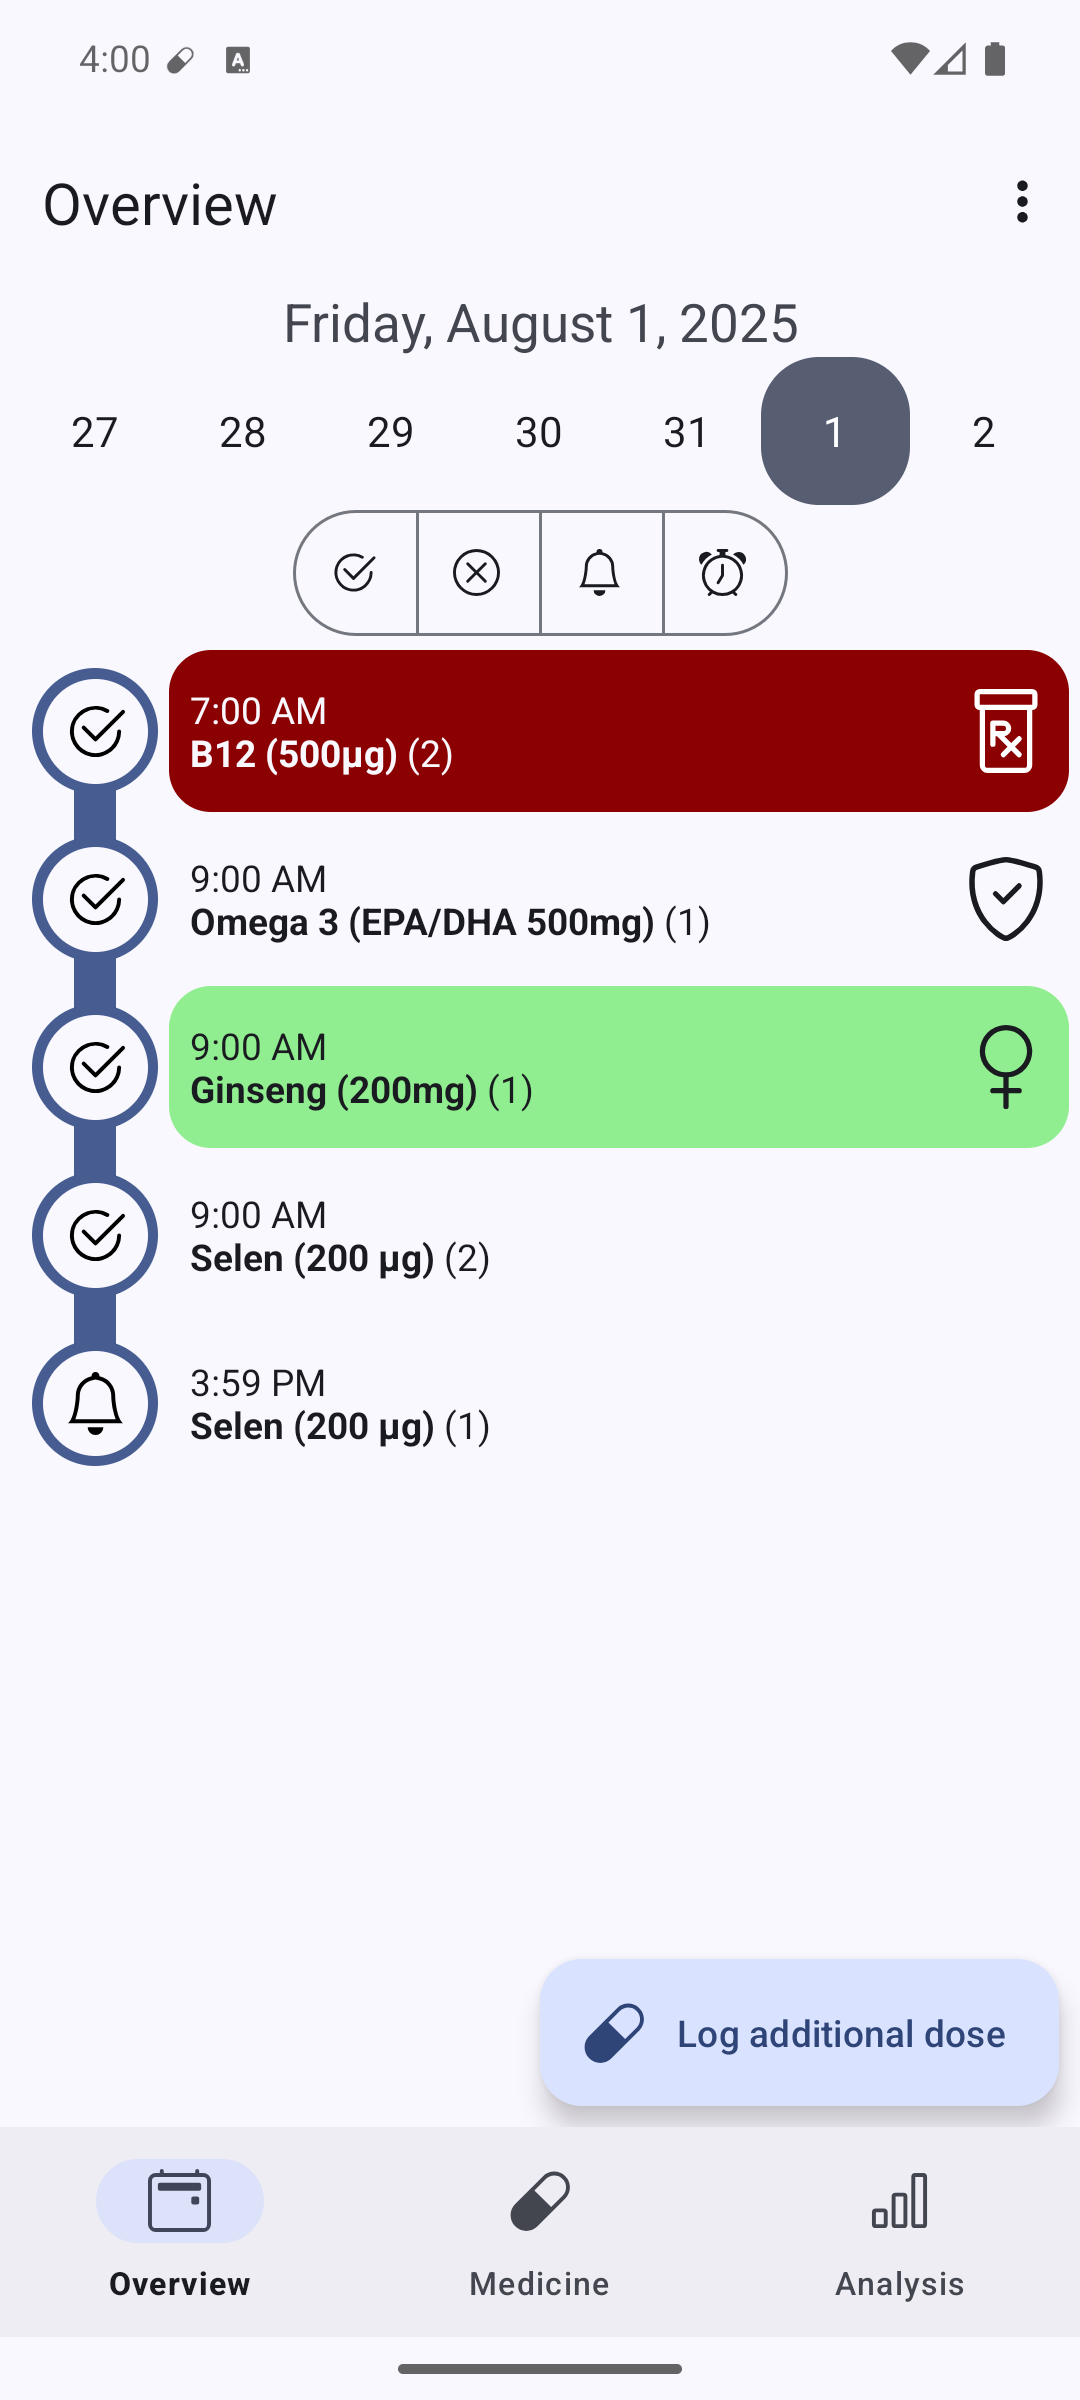 4:00
Overview
Friday, August 1, 2025
27 28 29 30 31 1 2
7:00 AM
B12 (500µg) (2)
9:00 AM
Omega 3 (EPA/DHA 500mg) (1)
9:00 AM
Ginseng (200mg) (1)
9:00 AM
Selen (200 µg) (2)
3:59 PM
Selen (200 µg) (1)
Log additional dose
Overview Medicine Analysis